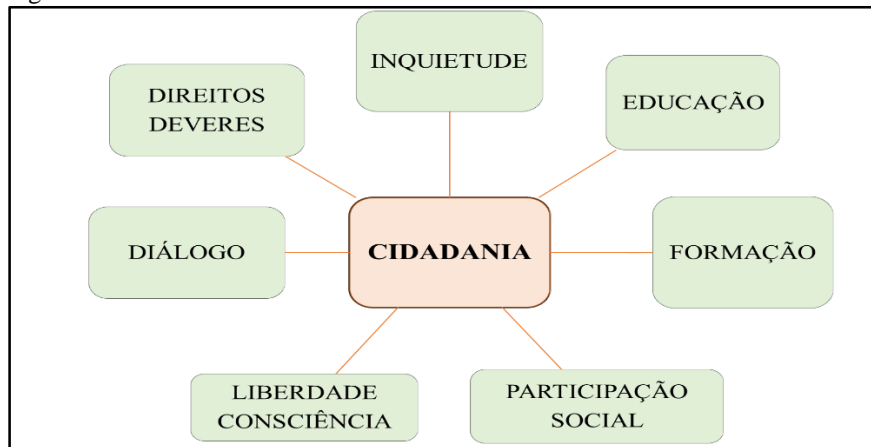 INQUIETUDE
DIREITOS
DEVERES
EDUCAÇÃO
DIÁLOGO
CIDADANIA
FORMAÇÃO
LIBERDADE
CONSCIÊNCIA
PARTICIPAÇÃO
SOCIAL